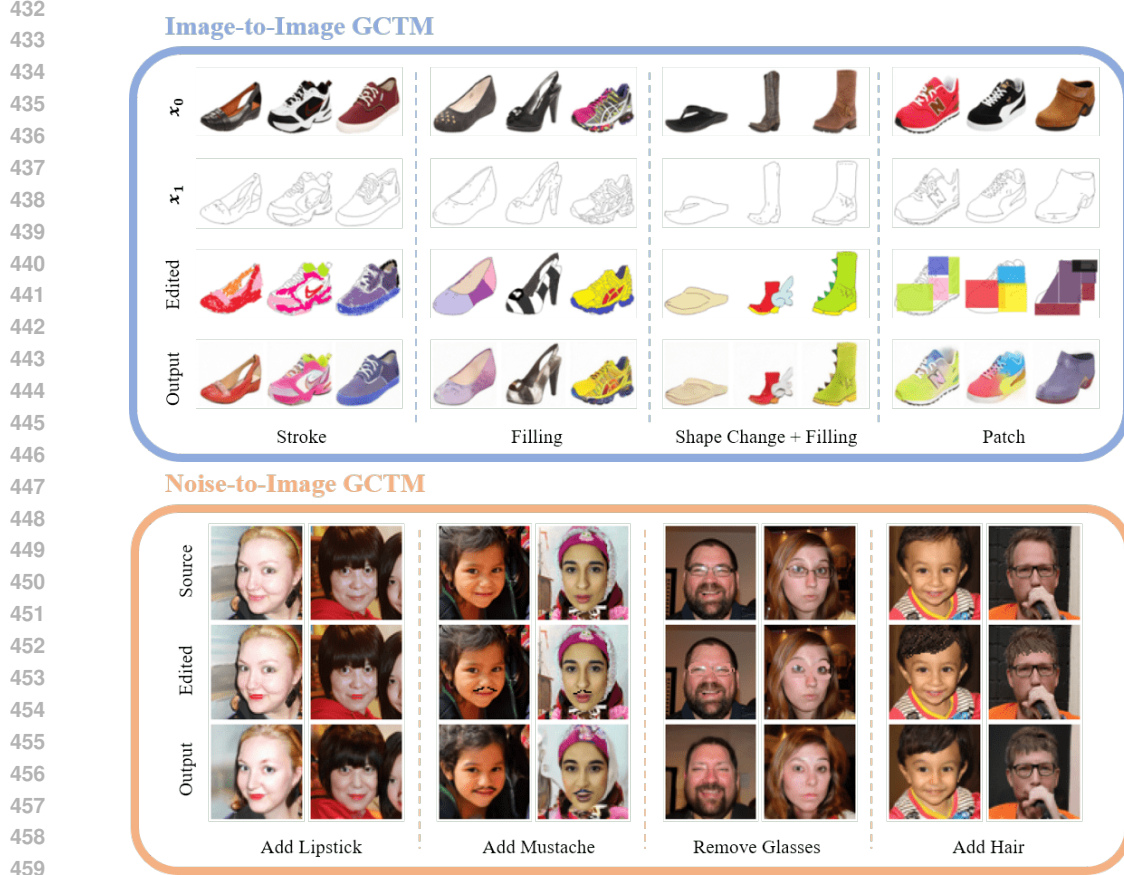 432
433
434
435
436
437
438
439
440
441
442
443
444
445
446
447
448
449
450
451
452
453
454
455
456
457
458
459
Image-to-Image GCTM
x₀
x₁
Edited
Output
Stroke Filling Shape Change + Filling Patch
Noise-to-Image GCTM
Source
Edited
Output
Add Lipstick Add Mustache Remove Glasses Add Hair